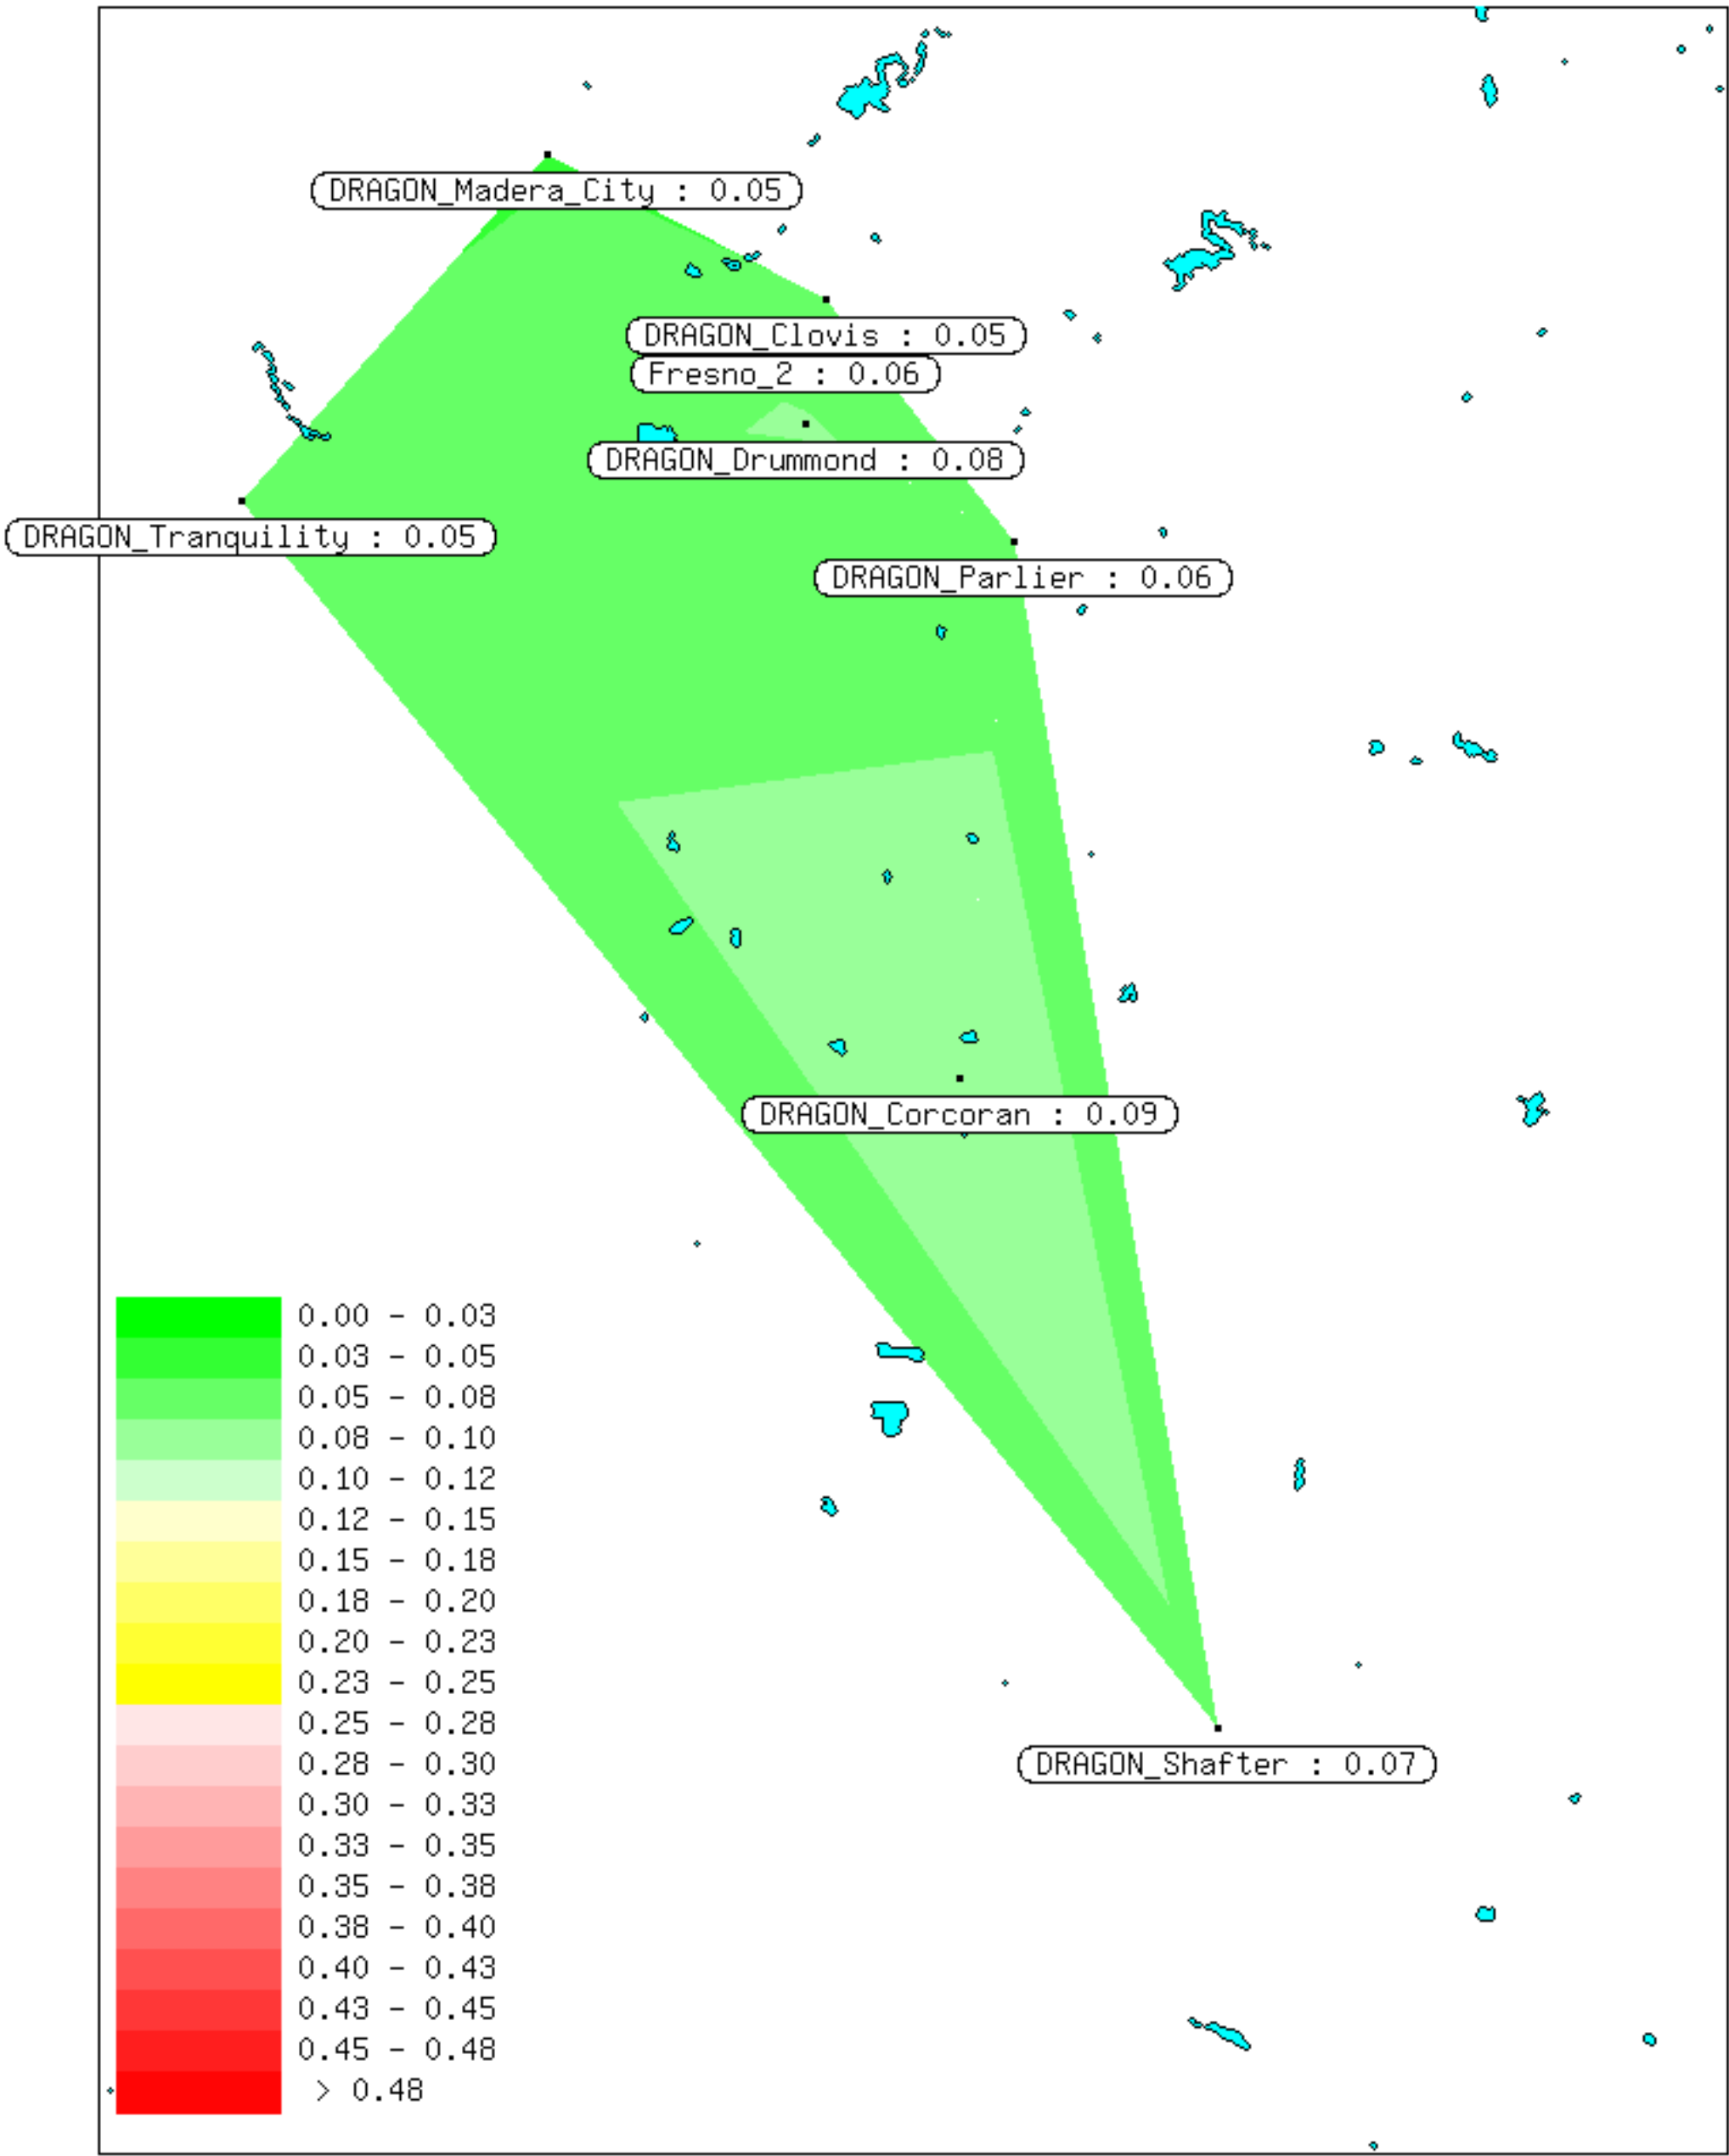 DRAGON_Madera_City : 0.05
DRAGON_Clovis : 0.05
Fresno_2 : 0.06
DRAGON_Drummond : 0.08
DRAGON_Tranquility : 0.05
DRAGON_Parlier : 0.06
DRAGON_Corcoran : 0.09
DRAGON_Shafter : 0.07
0.00 - 0.03
0.03 - 0.05
0.05 - 0.08
0.08 - 0.10
0.10 - 0.12
0.12 - 0.15
0.15 - 0.18
0.18 - 0.20
0.20 - 0.23
0.23 - 0.25
0.25 - 0.28
0.28 - 0.30
0.30 - 0.33
0.33 - 0.35
0.35 - 0.38
0.38 - 0.40
0.40 - 0.43
0.43 - 0.45
0.45 - 0.48
> 0.48